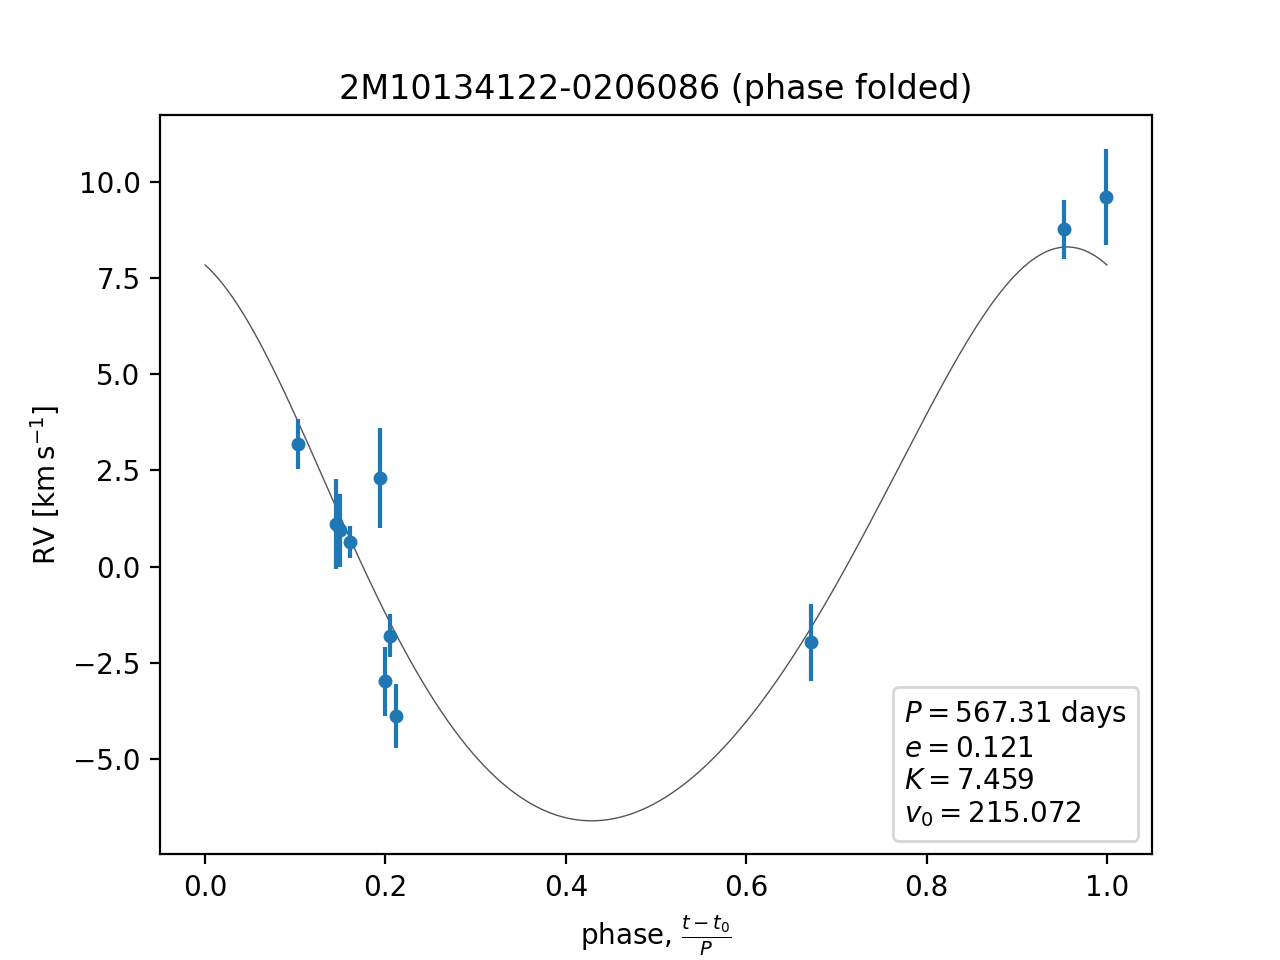 2M10134122-0206086 (phase folded)
RV [km s⁻¹]
10.0
7.5
5.0
2.5
0.0
−2.5
−5.0
P = 567.31 days
e = 0.121
K = 7.459
v₀ = 215.072
0.0 0.2 0.4 0.6 0.8 1.0
phase, (t − t₀)/P